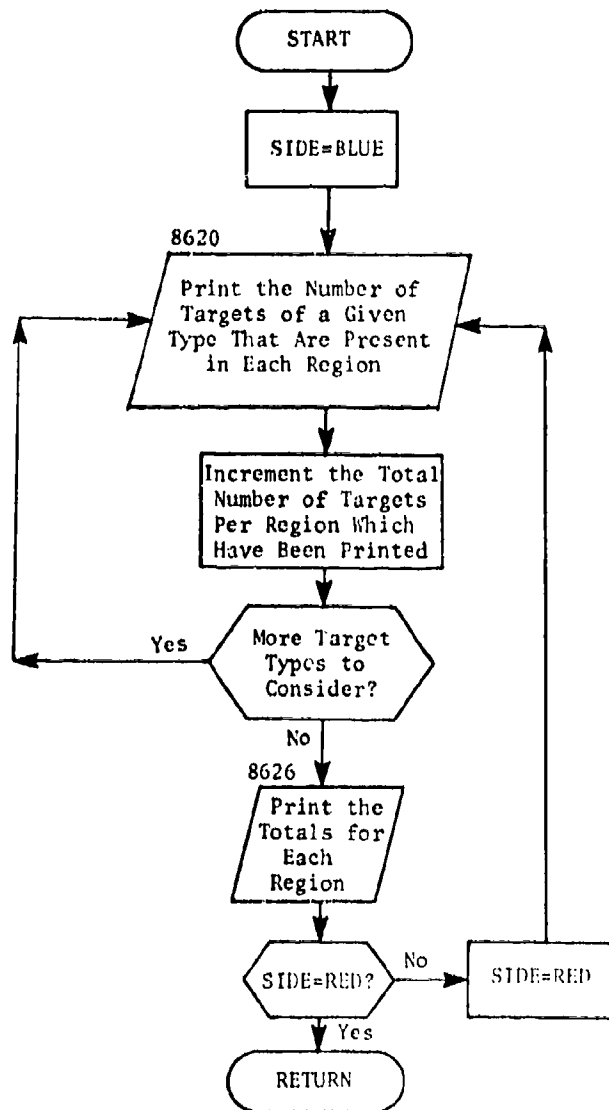 START
SIDE=BLUE
8620
Print the Number of
Targets of a Given
Type That Are Present
in Each Region
Increment the Total
Number of Targets
Per Region Which
Have Been Printed
Yes
More Target
Types to
Consider?
No
8626
Print the
Totals for
Each
Region
SIDE=RED?
No
SIDE=RED
Yes
RETURN